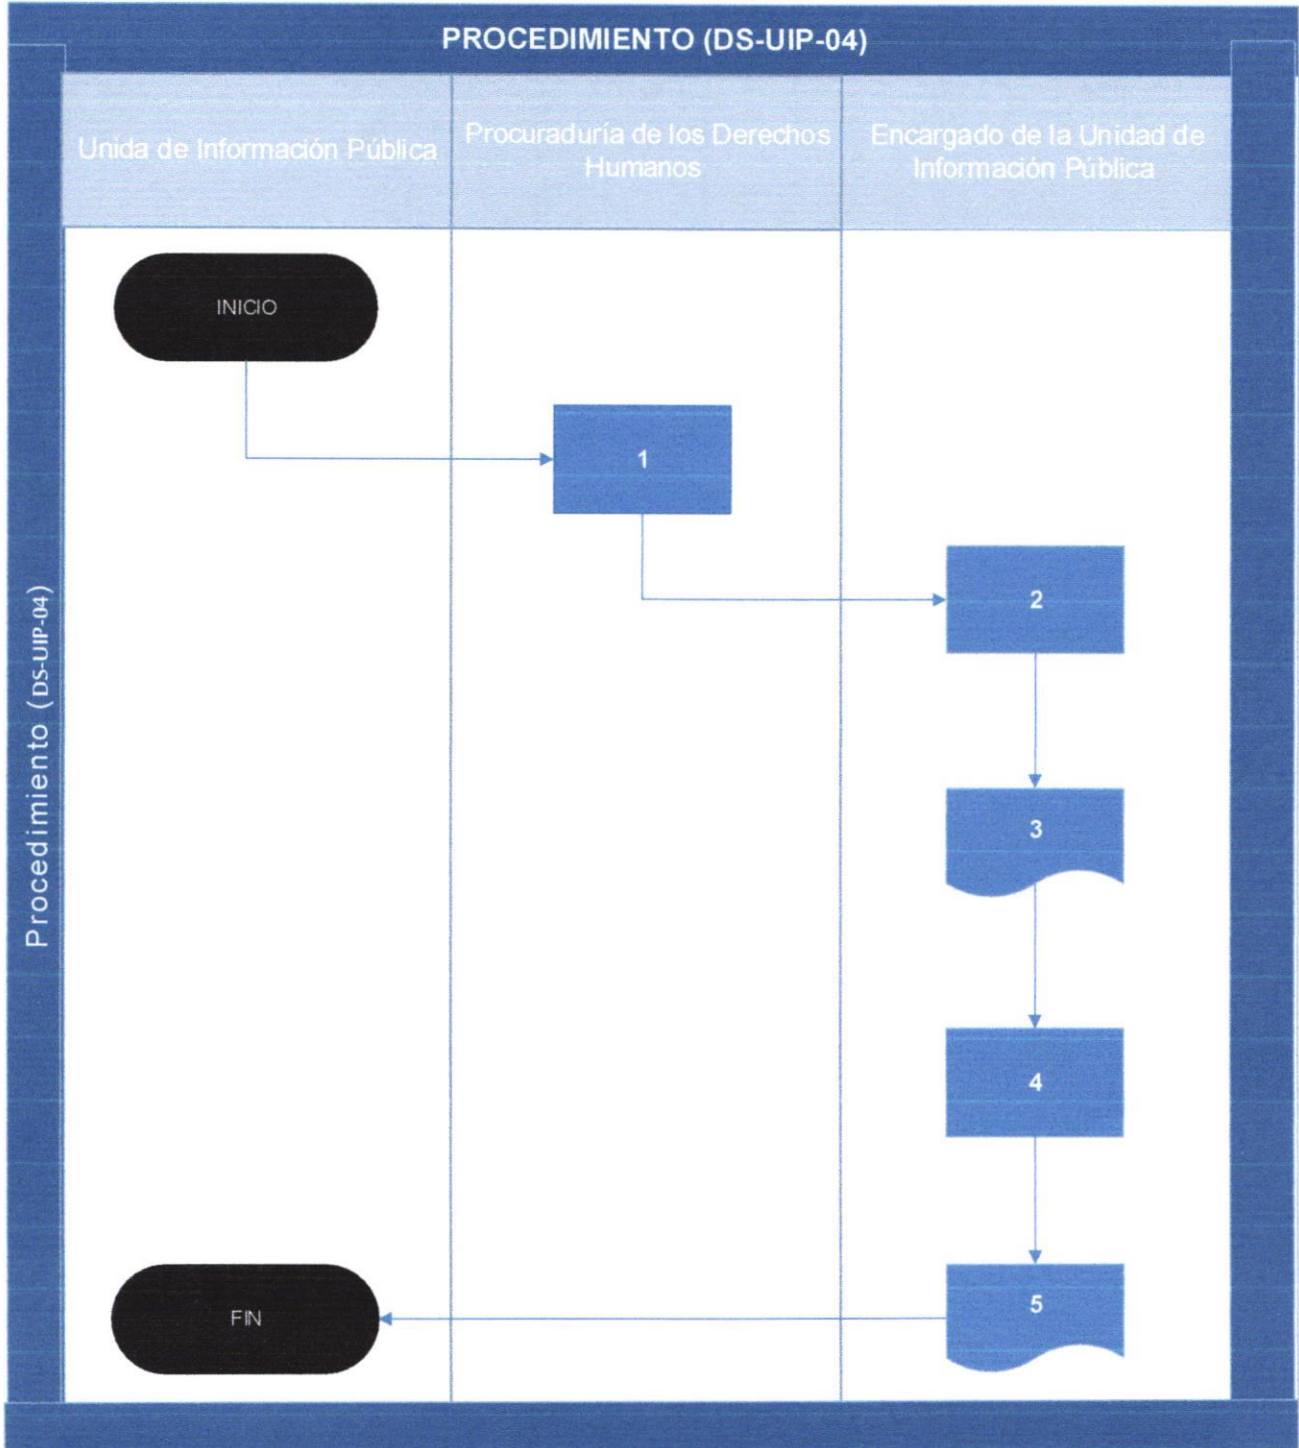 PROCEDIMIENTO (DS-UIP-04)
Unida de Información Pública
Procuraduría de los Derechos
Humanos
Encargado de la Unidad de
Información Pública
INICIO
1
2
3
4
5
FIN
Procedimiento (DS-UIP-04)